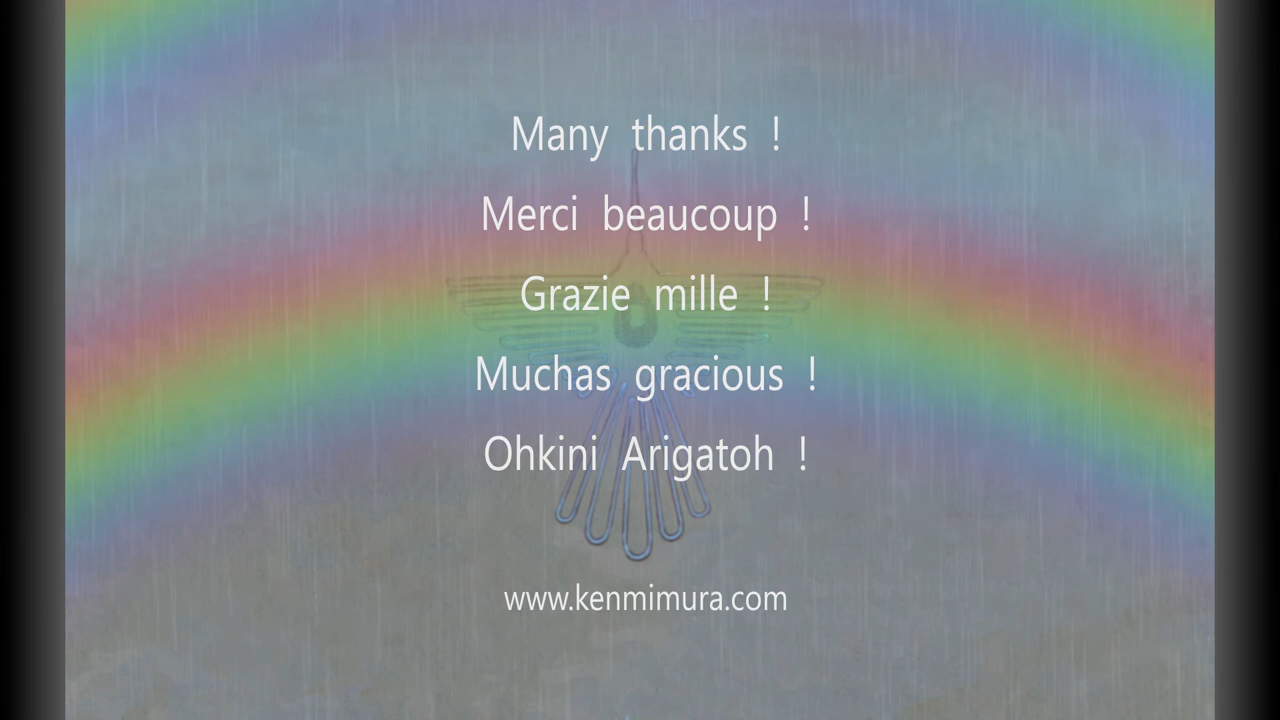 Many thanks !
Merci beaucoup !
Grazie mille !
Muchas gracious !
Ohkini Arigatoh !
www.kenmimura.com